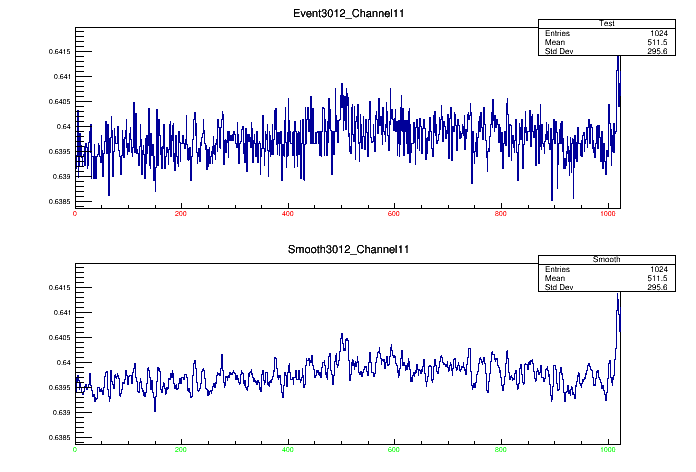 Event3012_Channel11
Test
Entries 1024
Mean 511.5
Std Dev 295.6
0.6415
0.641
0.6405
0.64
0.6395
0.639
0.6385
0 200 400 600 800 1000
Smooth3012_Channel11
Smooth
Entries 1024
Mean 511.5
Std Dev 295.6
0.6415
0.641
0.6405
0.64
0.6395
0.639
0.6385
0 200 400 600 800 1000